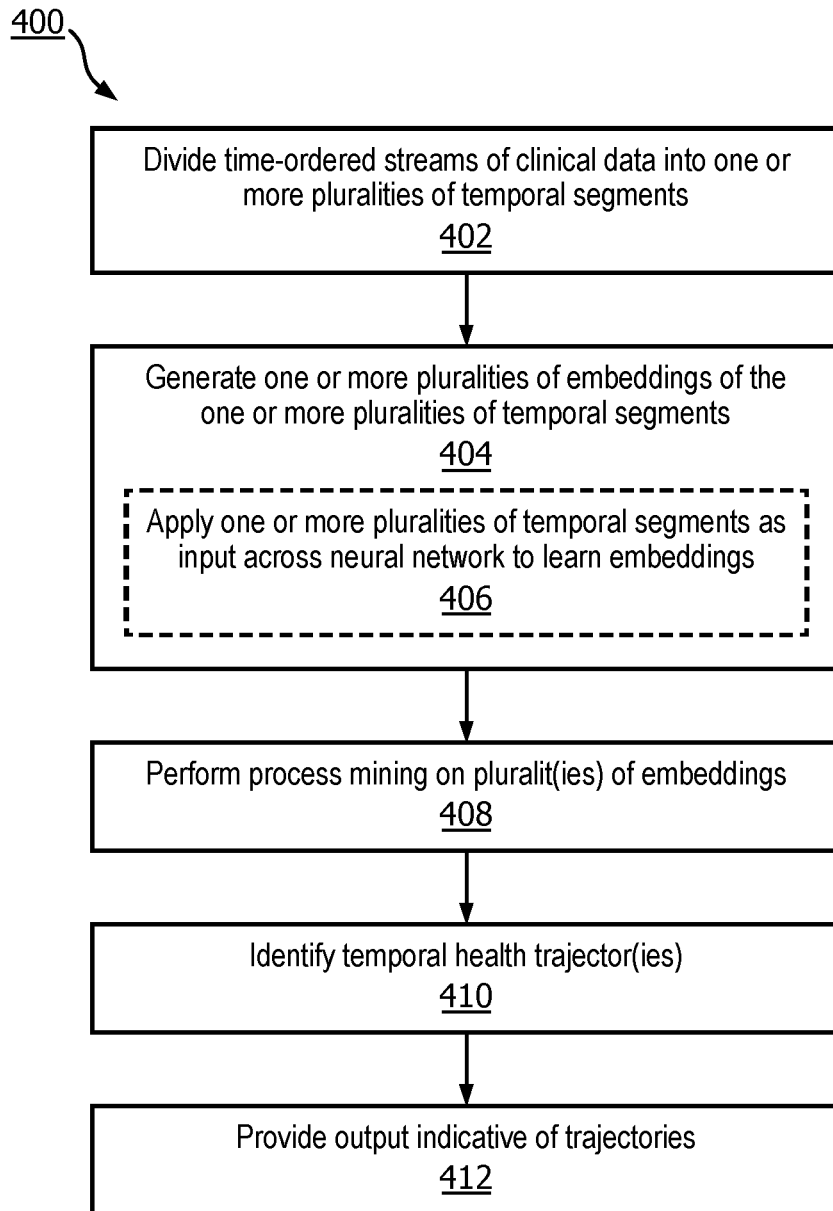 400
Divide time-ordered streams of clinical data into one or
more pluralities of temporal segments
402
Generate one or more pluralities of embeddings of the
one or more pluralities of temporal segments
404
Apply one or more pluralities of temporal segments as
input across neural network to learn embeddings
406
Perform process mining on pluralit(ies) of embeddings
408
Identify temporal health trajector(ies)
410
Provide output indicative of trajectories
412